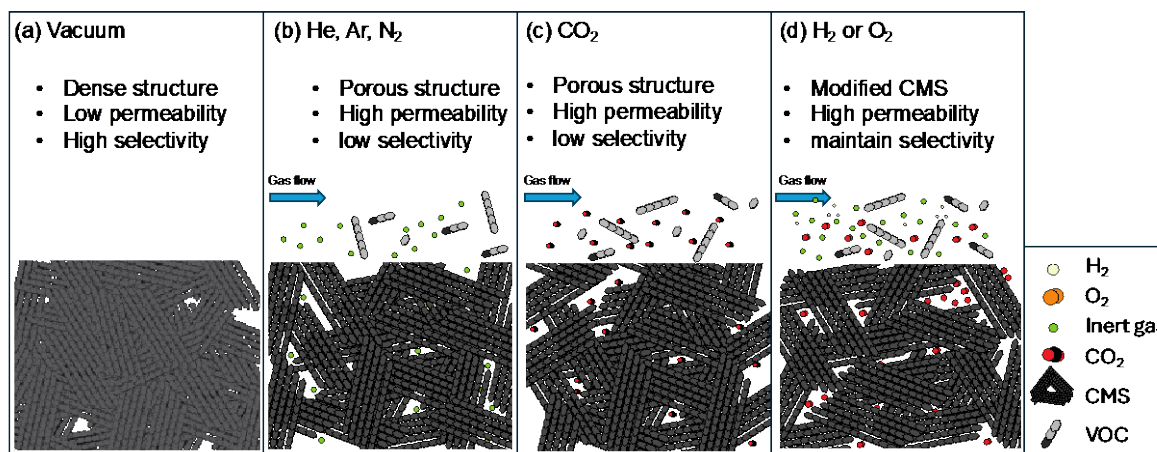 (a) Vacuum
• Dense structure
• Low permeability
• High selectivity
(b) He, Ar, N₂
• Porous structure
• High permeability
• low selectivity
Gas flow
(c) CO₂
• Porous structure
• High permeability
• low selectivity
Gas flow
(d) H₂ or O₂
• Modified CMS
• High permeability
• maintain selectivity
Gas flow
H₂
O₂
Inert gas
CO₂
CMS
VOC